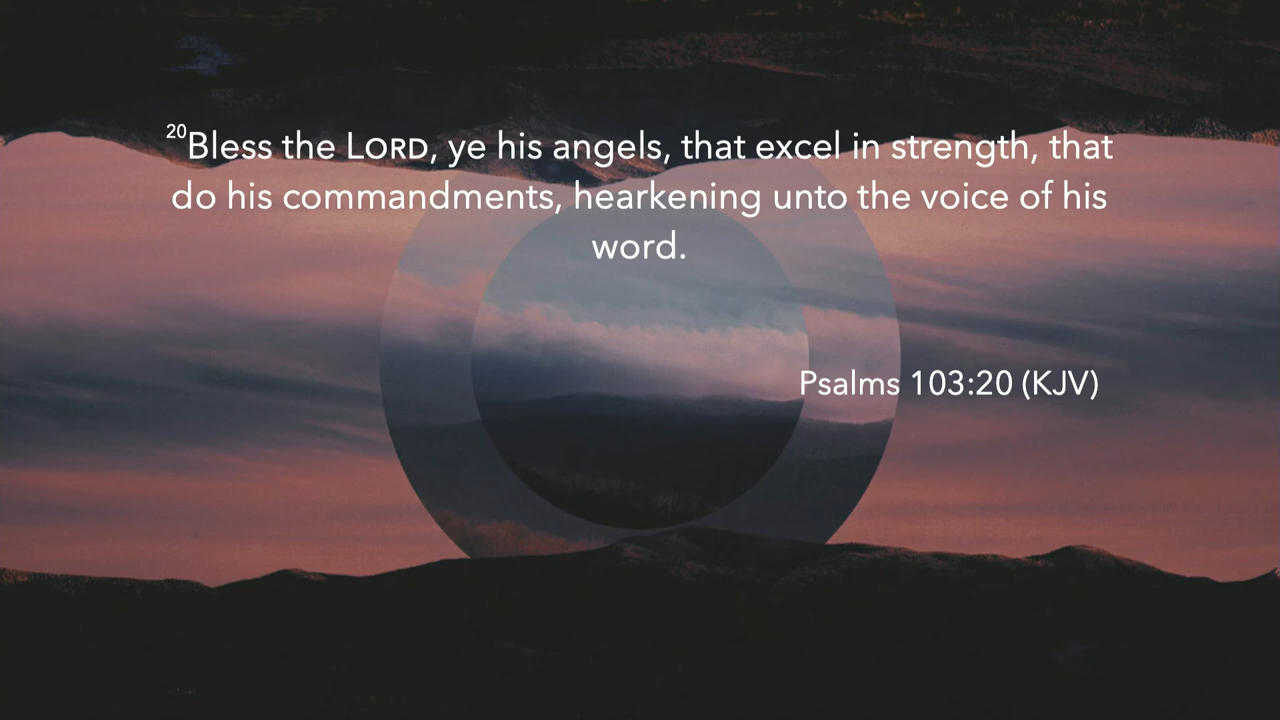 20Bless the LORD, ye his angels, that excel in strength, that
do his commandments, hearkening unto the voice of his
word.
Psalms 103:20 (KJV)